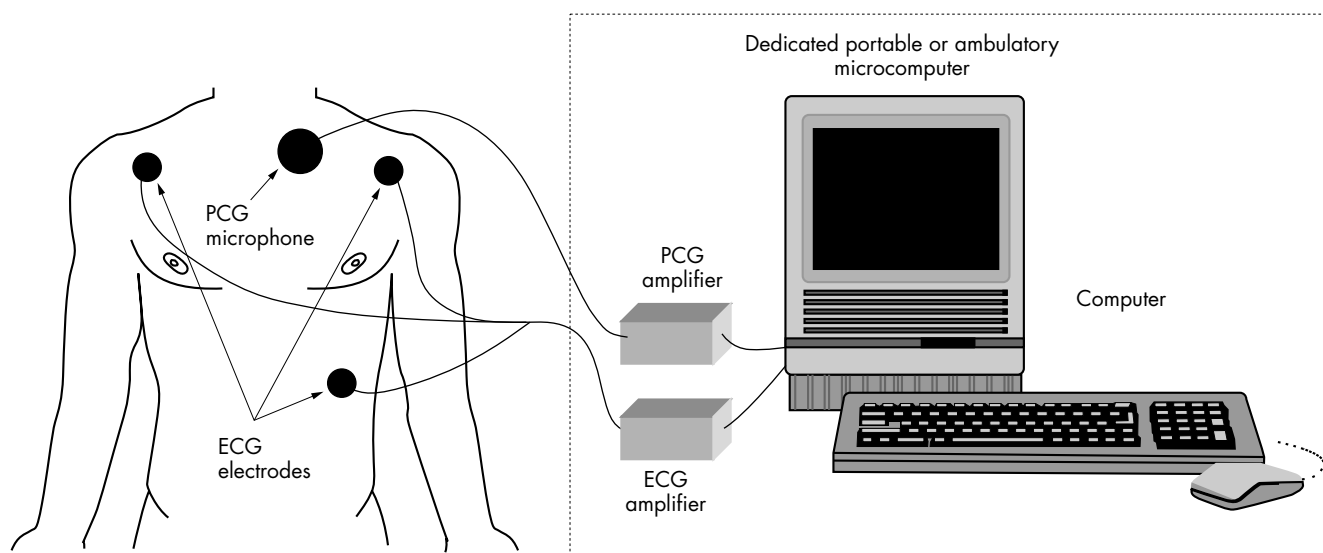 Dedicated portable or ambulatory
microcomputer
PCG
microphone
PCG
amplifier
Computer
ECG
electrodes
ECG
amplifier